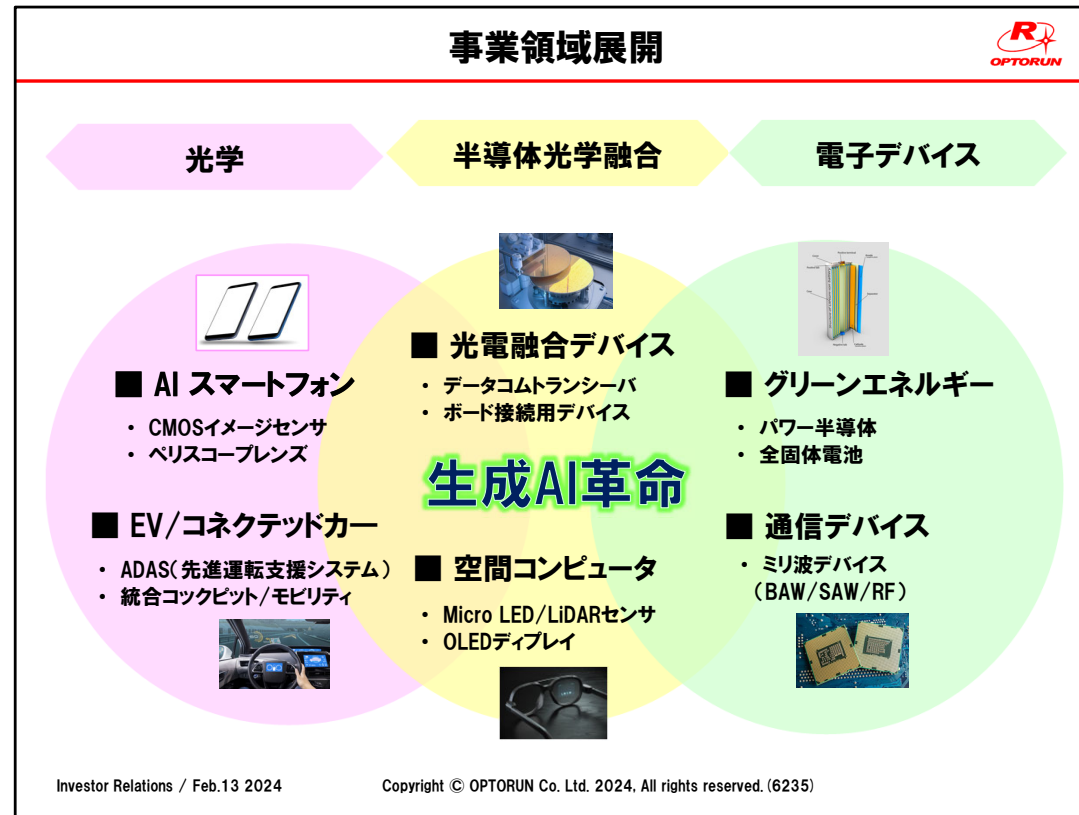 事業領域展開
R
OPTORUN
光学
半導体光学融合
電子デバイス
■ AI スマートフォン
・ CMOSイメージセンサ
・ ペリスコープレンズ
■ EV/コネクテッドカー
・ ADAS(先進運転支援システム)
・ 統合コックピット/モビリティ
■ 光電融合デバイス
・ データコムトランシーバ
・ ボード接続用デバイス
生成AI革命
■ 空間コンピュータ
・ Micro LED/LiDARセンサ
・ OLEDディプレイ
■ グリーンエネルギー
・ パワー半導体
・ 全固体電池
■ 通信デバイス
・ ミリ波デバイス
(BAW/SAW/RF)
Investor Relations / Feb.13 2024
Copyright © OPTORUN Co. Ltd. 2024, All rights reserved. (6235)